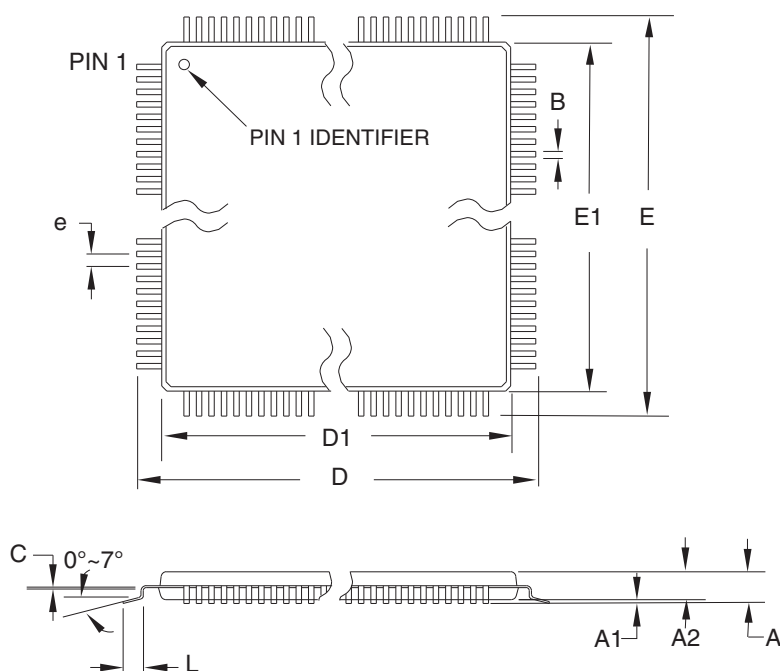 PIN 1
B
PIN 1 IDENTIFIER
e
E1
E
D1
D
C
0°~7°
L
A1
A2
A